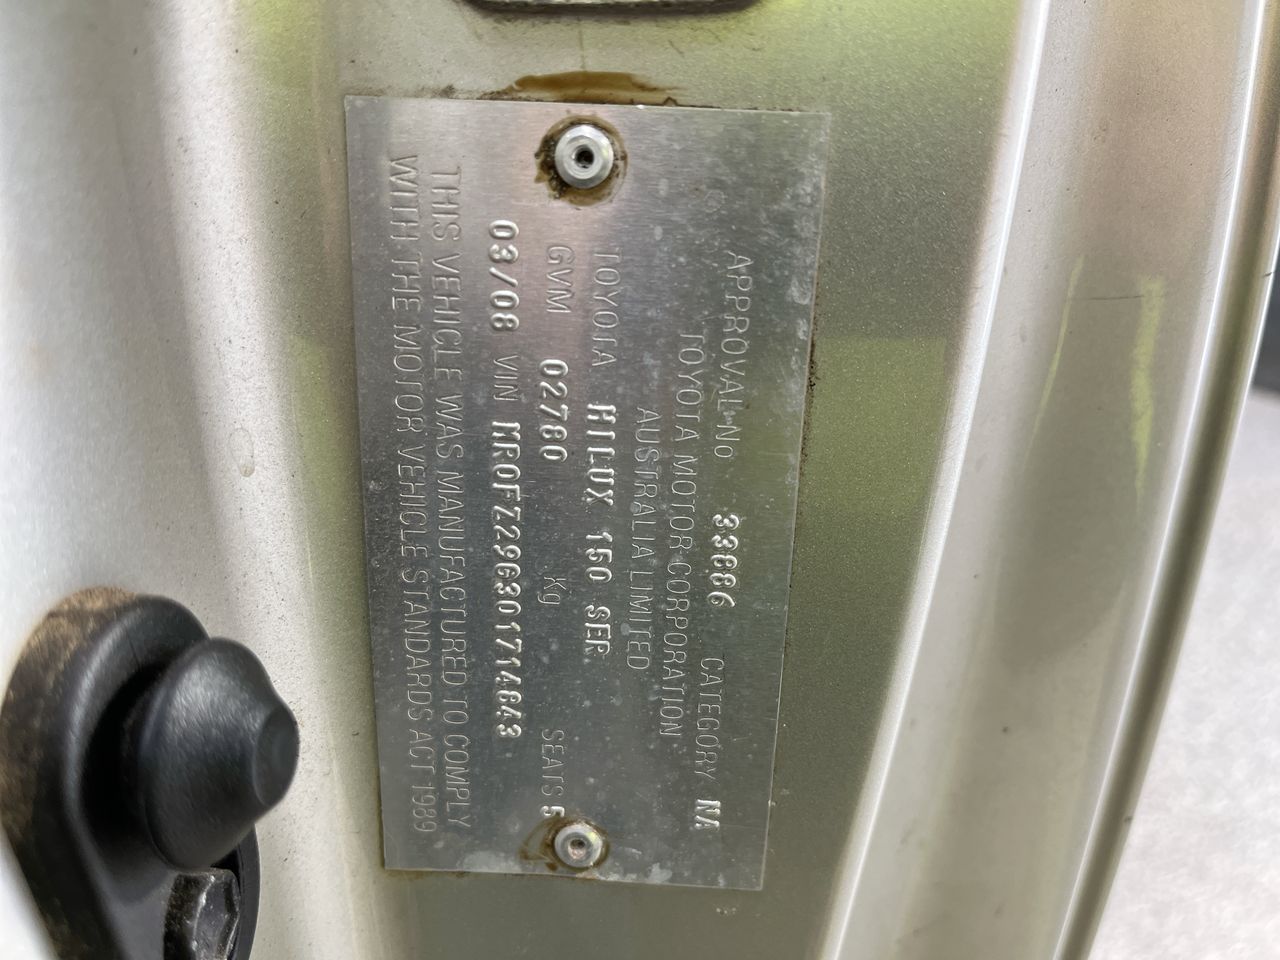 APPROVAL No 33886 CATEGORY NA
TOYOTA MOTOR CORPORATION
AUSTRALIA LIMITED
TOYOTA HILUX 150 SER
GVM 02780 Kg SEATS 5
03/08 VIN MR0FZ29G301714843
THIS VEHICLE WAS MANUFACTURED TO COMPLY
WITH THE MOTOR VEHICLE STANDARDS ACT 1989